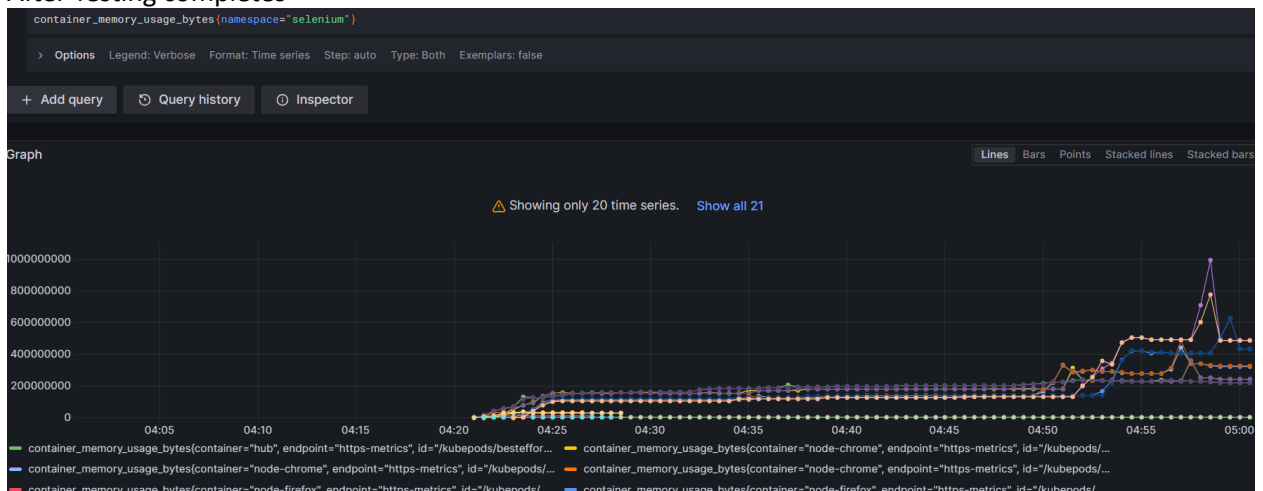 After Testing completes
container_memory_usage_bytes{namespace="selenium"}
> Options Legend: Verbose Format: Time series Step: auto Type: Both Exemplars: false
+ Add query Query history Inspector
Graph Lines Bars Points Stacked lines Stacked bars
Showing only 20 time series. Show all 21
1000000000
800000000
600000000
400000000
200000000
0
04:05 04:10 04:15 04:20 04:25 04:30 04:35 04:40 04:45 04:50 04:55 05:00
container_memory_usage_bytes{container="hub", endpoint="https-metrics", id="/kubepods/besteffor... container_memory_usage_bytes{container="node-chrome", endpoint="https-metrics", id="/kubepods/...
container_memory_usage_bytes{container="node-chrome", endpoint="https-metrics", id="/kubepods/... container_memory_usage_bytes{container="node-chrome", endpoint="https-metrics", id="/kubepods/...
container_memory_usage_bytes{container="node-firefox", endpoint="https-metrics", id="/kubepods/... container_memory_usage_bytes{container="node-firefox", endpoint="https-metrics", id="/kubepods/...